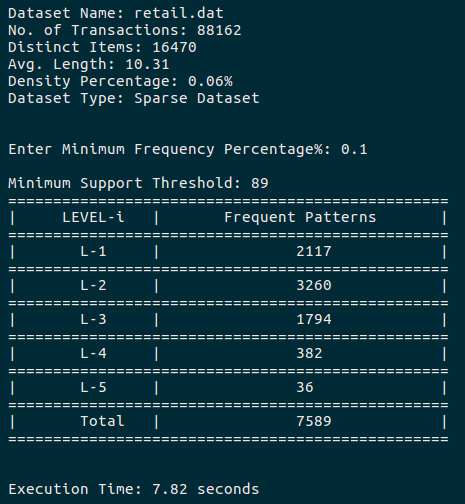 Dataset Name: retail.dat
No. of Transactions: 88162
Distinct Items: 16470
Avg. Length: 10.31
Density Percentage: 0.06%
Dataset Type: Sparse Dataset
Enter Minimum Frequency Percentage%: 0.1
Minimum Support Threshold: 89
=================================================
| LEVEL-i | Frequent Patterns |
=================================================
| L-1 | 2117 |
=================================================
| L-2 | 3260 |
=================================================
| L-3 | 1794 |
=================================================
| L-4 | 382 |
=================================================
| L-5 | 36 |
=================================================
| Total | 7589 |
=================================================
Execution Time: 7.82 seconds